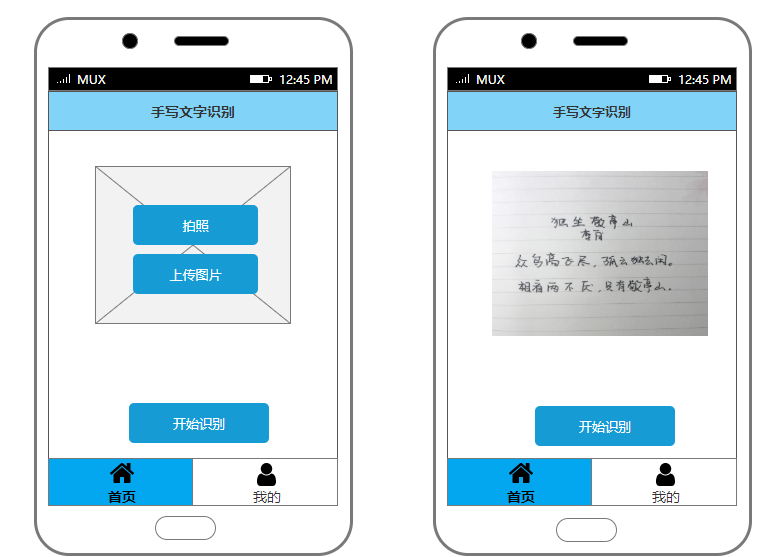 MUX 12:45 PM
手写文字识别
拍照
上传图片
开始识别
首页 我的
MUX 12:45 PM
手写文字识别
独坐敬亭山
李白
众鸟高飞尽，孤云独去闲。
相看两不厌，只有敬亭山。
开始识别
首页 我的